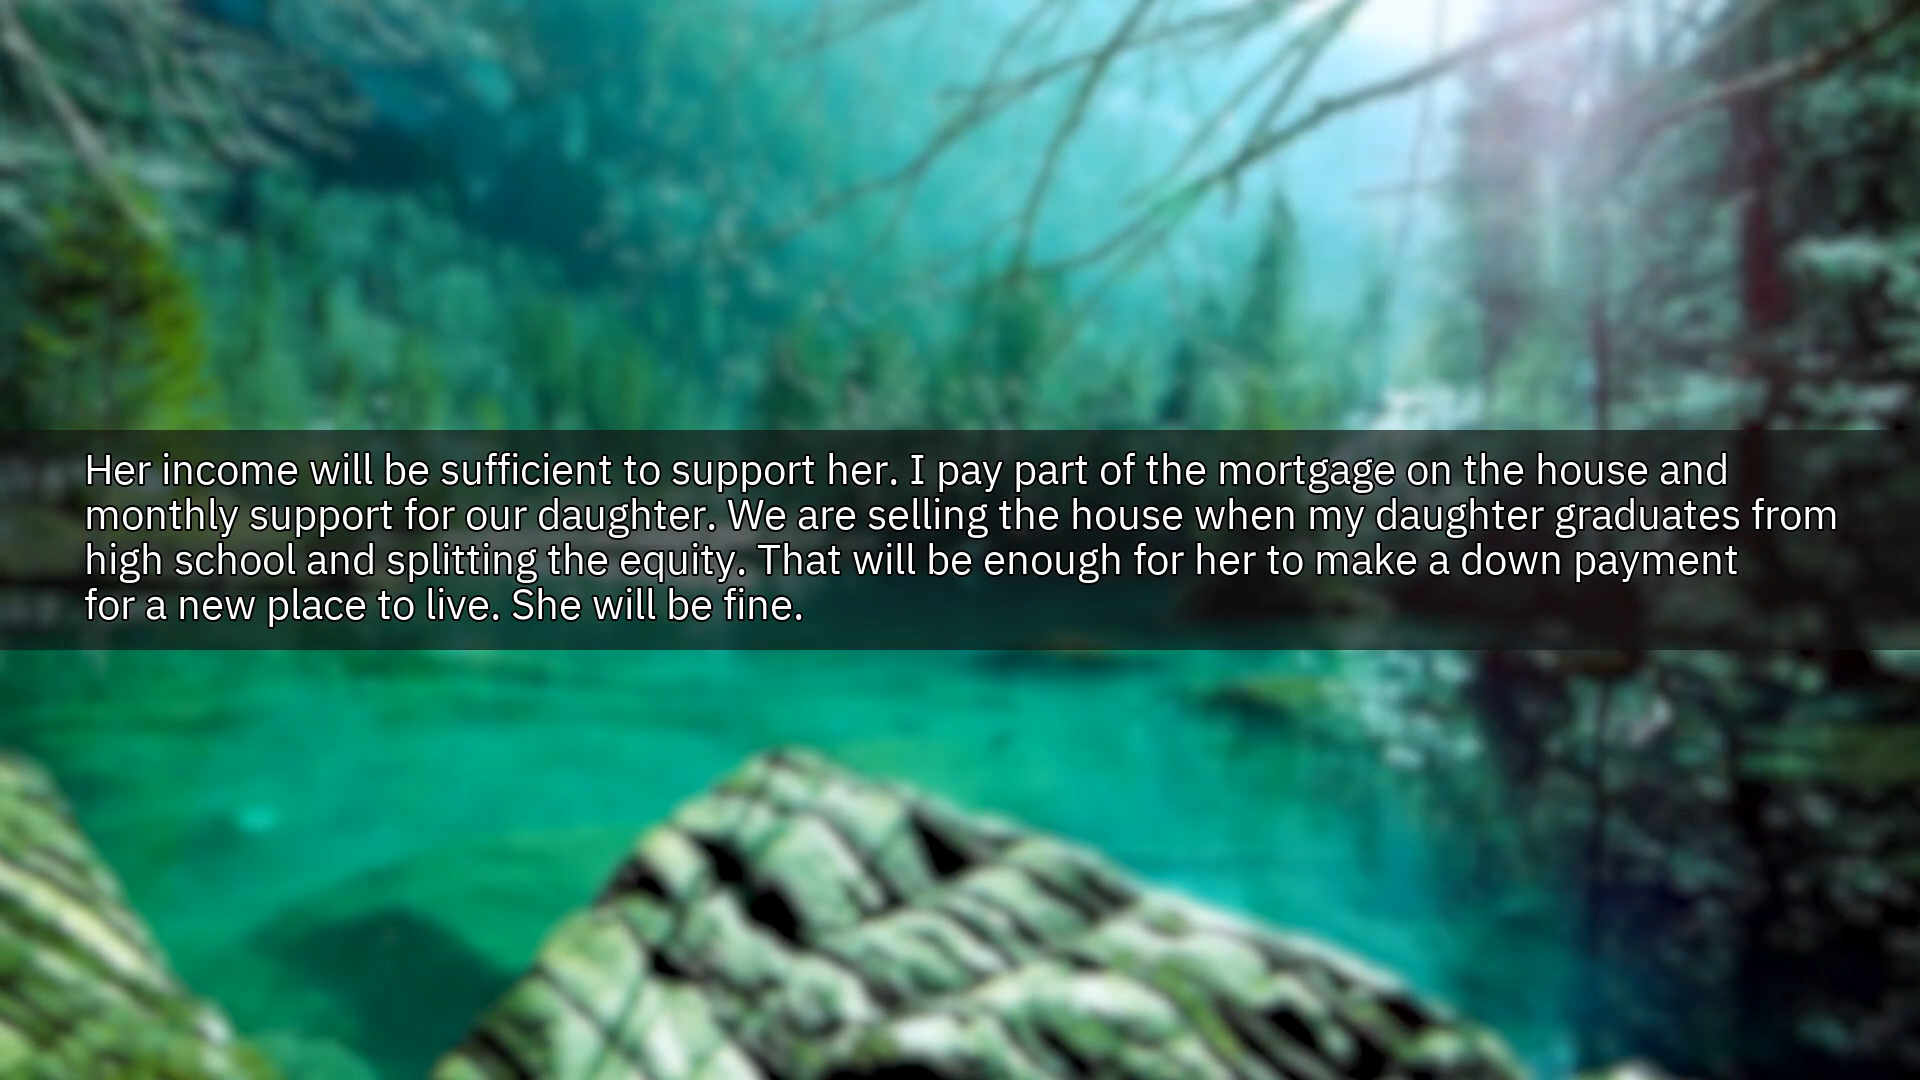 Her income will be sufficient to support her. I pay part of the mortgage on the house and
monthly support for our daughter. We are selling the house when my daughter graduates from
high school and splitting the equity. That will be enough for her to make a down payment
for a new place to live. She will be fine.